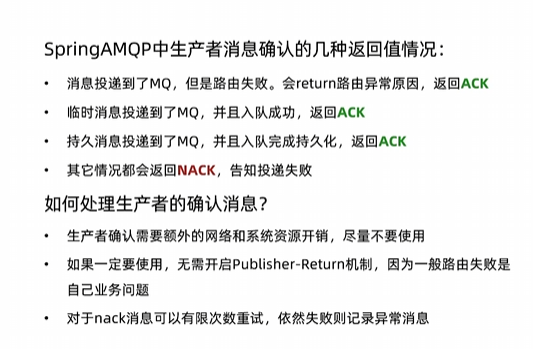 SpringAMQP中生产者消息确认的几种返回值情况：
• 消息投递到了MQ，但是路由失败。会return路由异常原因，返回ACK
• 临时消息投递到了MQ，并且入队成功，返回ACK
• 持久消息投递到了MQ，并且入队完成持久化，返回ACK
• 其它情况都会返回NACK，告知投递失败
如何处理生产者的确认消息？
• 生产者确认需要额外的网络和系统资源开销，尽量不要使用
• 如果一定要使用，无需开启Publisher-Return机制，因为一般路由失败是
自己业务问题
• 对于nack消息可以有限次数重试，依然失败则记录异常消息